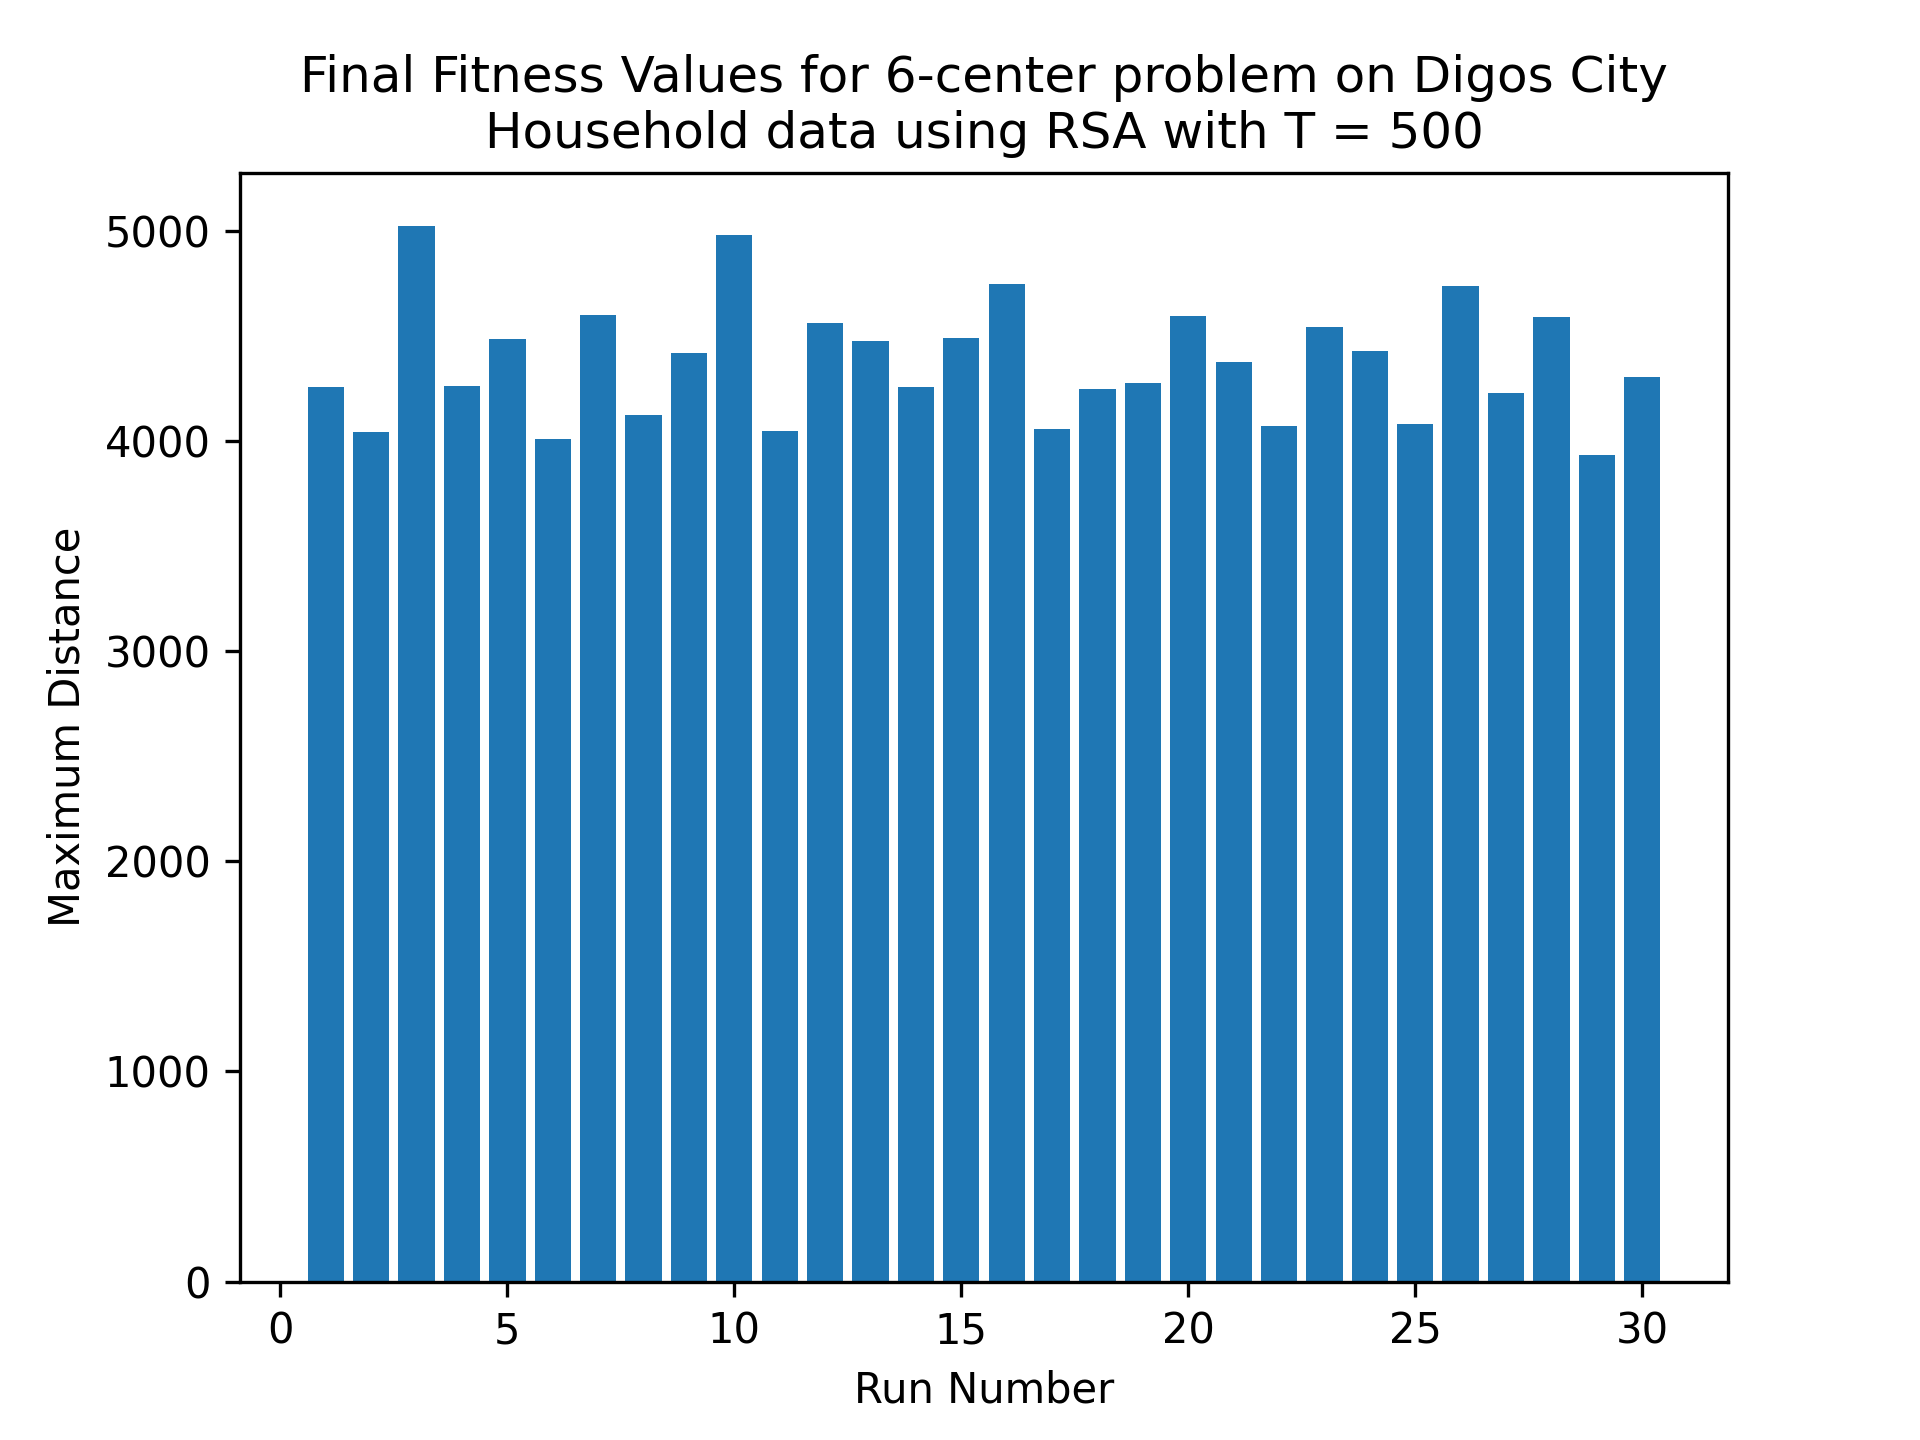 Final Fitness Values for 6-center problem on Digos City
Household data using RSA with T = 500
5000
4000
3000
2000
1000
0
Maximum Distance
0 5 10 15 20 25 30
Run Number